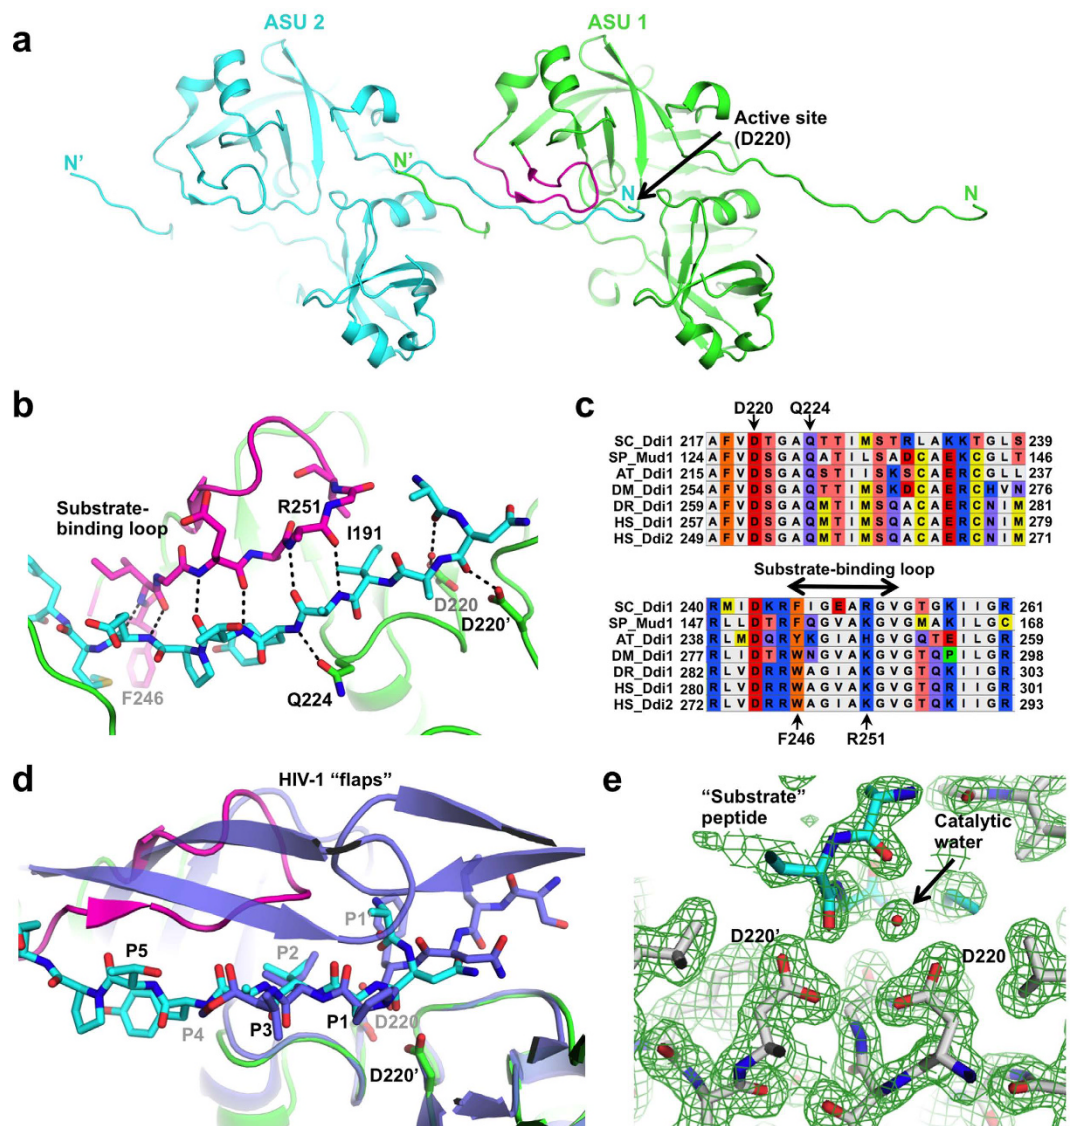 a
ASU 2
ASU 1
Active site
(D220)
N'
N'
N
N
b
Substrate-
binding loop
R251
I191
D220
D220'
F246
Q224
c
D220
Q224
SC_Ddi1 217 A F V D T G A Q T T I M S T R L A K K T G L S 239
SP_Mud1 124 A F V D S G A Q A T I L S A D C A E K C G L T 146
AT_Ddi1 215 A F V D S G A Q S T I I S K S C A E R C G L L 237
DM_Ddi1 254 A F V D S G A Q T T I M S K D C A E R C H V N 276
DR_Ddi1 259 A F V D S G A Q M T I M S Q A C A E R C N I M 281
HS_Ddi1 257 A F V D S G A Q M T I M S Q A C A E R C N I M 279
HS_Ddi2 249 A F V D S G A Q M T I M S Q A C A E R C N I M 271
Substrate-binding loop
SC_Ddi1 240 R M I D K R F I G E A R G V G T G K I I G R 261
SP_Mud1 147 R L L D T R F Q G V A K G V G M A K I L G C 168
AT_Ddi1 238 R L M D Q R Y K G I A H G V G Q T E I L G R 259
DM_Ddi1 277 R L I D T R W N G V A K G V G T Q P I L G R 298
DR_Ddi1 282 R L V D R R W A G I A K G V G T Q K I I G R 303
HS_Ddi1 280 R L V D R R W A G V A K G V G T Q R I I G R 301
HS_Ddi2 272 R L V D R R W A G I A K G V G T Q K I I G R 293
F246
R251
d
HIV-1 "flaps"
P1'
P5
P2
P4
P3
P1
D220
D220'
e
"Substrate"
peptide
Catalytic
water
D220'
D220